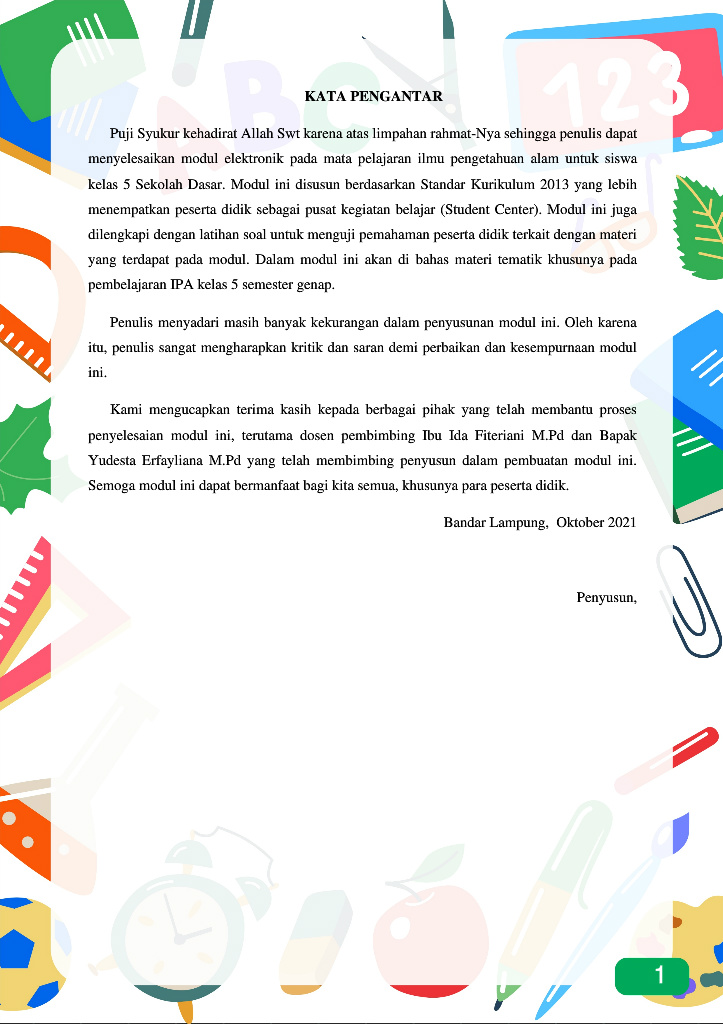 ABC
123
KATA PENGANTAR
Puji Syukur kehadirat Allah Swt karena atas limpahan rahmat-Nya sehingga penulis dapat
menyelesaikan modul elektronik pada mata pelajaran ilmu pengetahuan alam untuk siswa
kelas 5 Sekolah Dasar. Modul ini disusun berdasarkan Standar Kurikulum 2013 yang lebih
menempatkan peserta didik sebagai pusat kegiatan belajar (Student Center). Modul ini juga
dilengkapi dengan latihan soal untuk menguji pemahaman peserta didik terkait dengan materi
yang terdapat pada modul. Dalam modul ini akan di bahas materi tematik khusunya pada
pembelajaran IPA kelas 5 semester genap.
Penulis menyadari masih banyak kekurangan dalam penyusunan modul ini. Oleh karena
itu, penulis sangat mengharapkan kritik dan saran demi perbaikan dan kesempurnaan modul
ini.
Kami mengucapkan terima kasih kepada berbagai pihak yang telah membantu proses
penyelesaian modul ini, terutama dosen pembimbing Ibu Ida Fiteriani M.Pd dan Bapak
Yudesta Erfayliana M.Pd yang telah membimbing penyusun dalam pembuatan modul ini.
Semoga modul ini dapat bermanfaat bagi kita semua, khusunya para peserta didik.
Bandar Lampung, Oktober 2021
Penyusun,
1